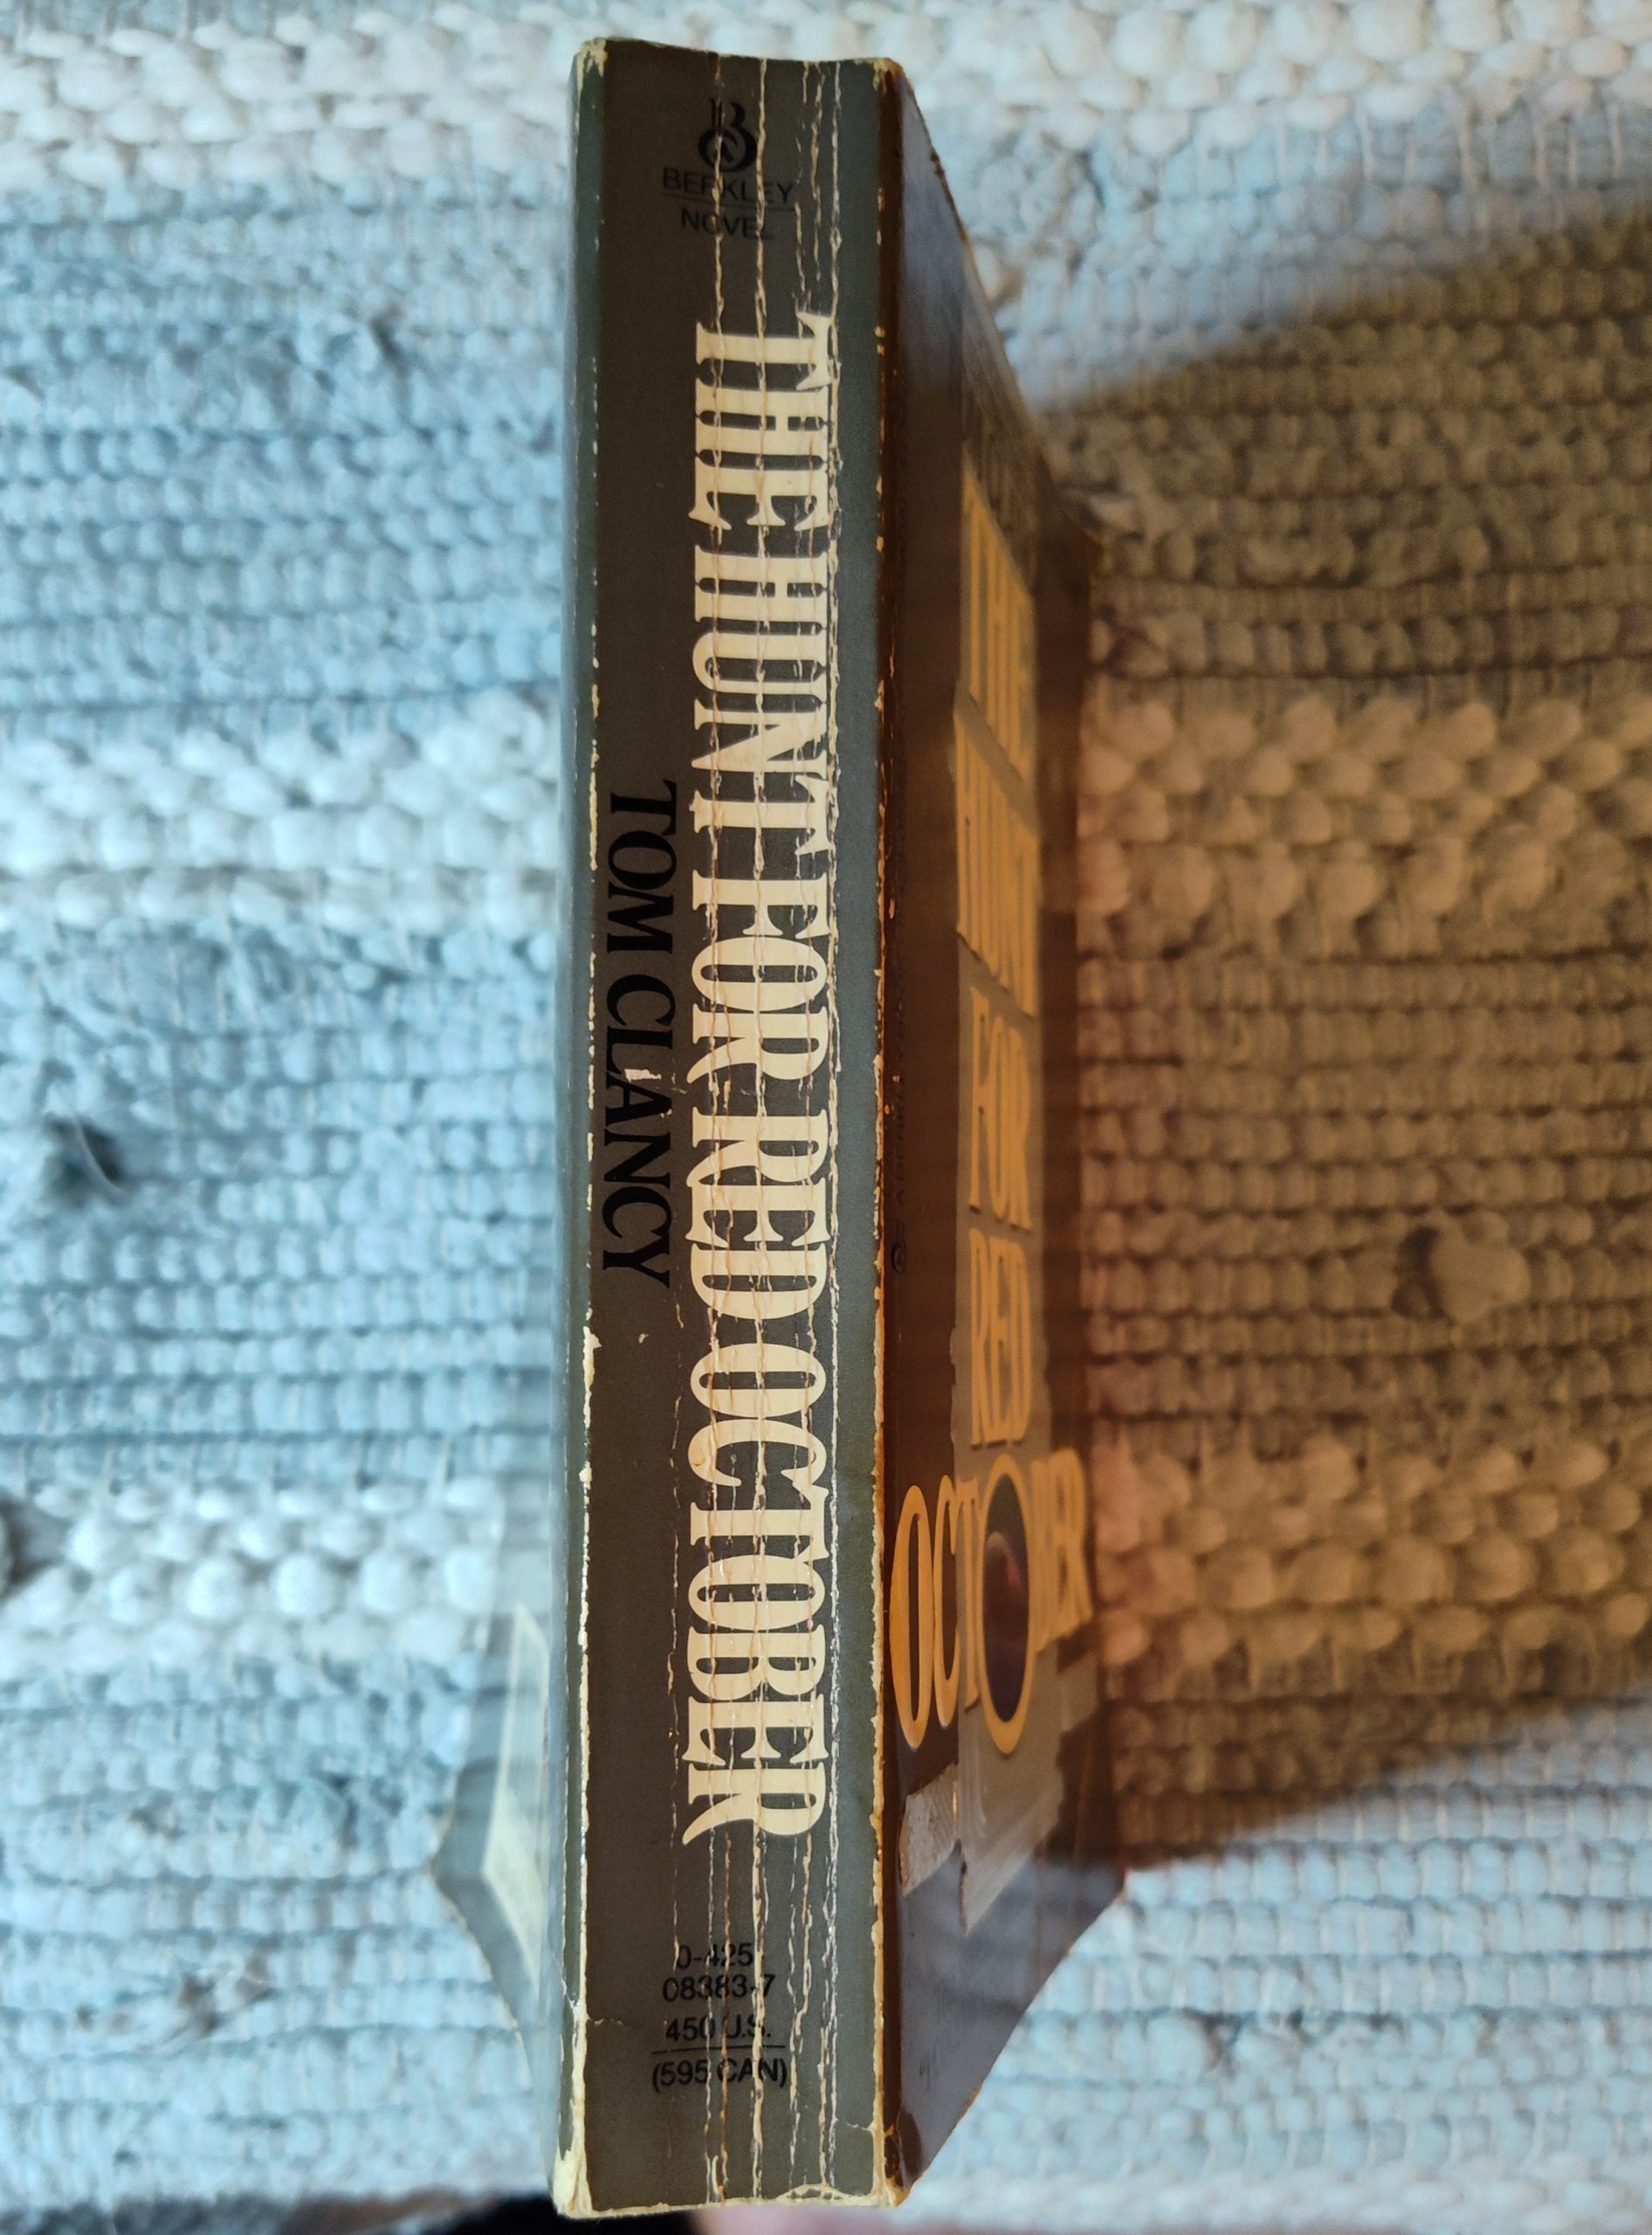 B
BERKLEY
NOVEL
THE HUNT FOR RED OCTOBER
TOM CLANCY
0-425-
08383-7
450 U.S.
(595 CAN)
THE
HUNT
FOR
RED
OCTOBER